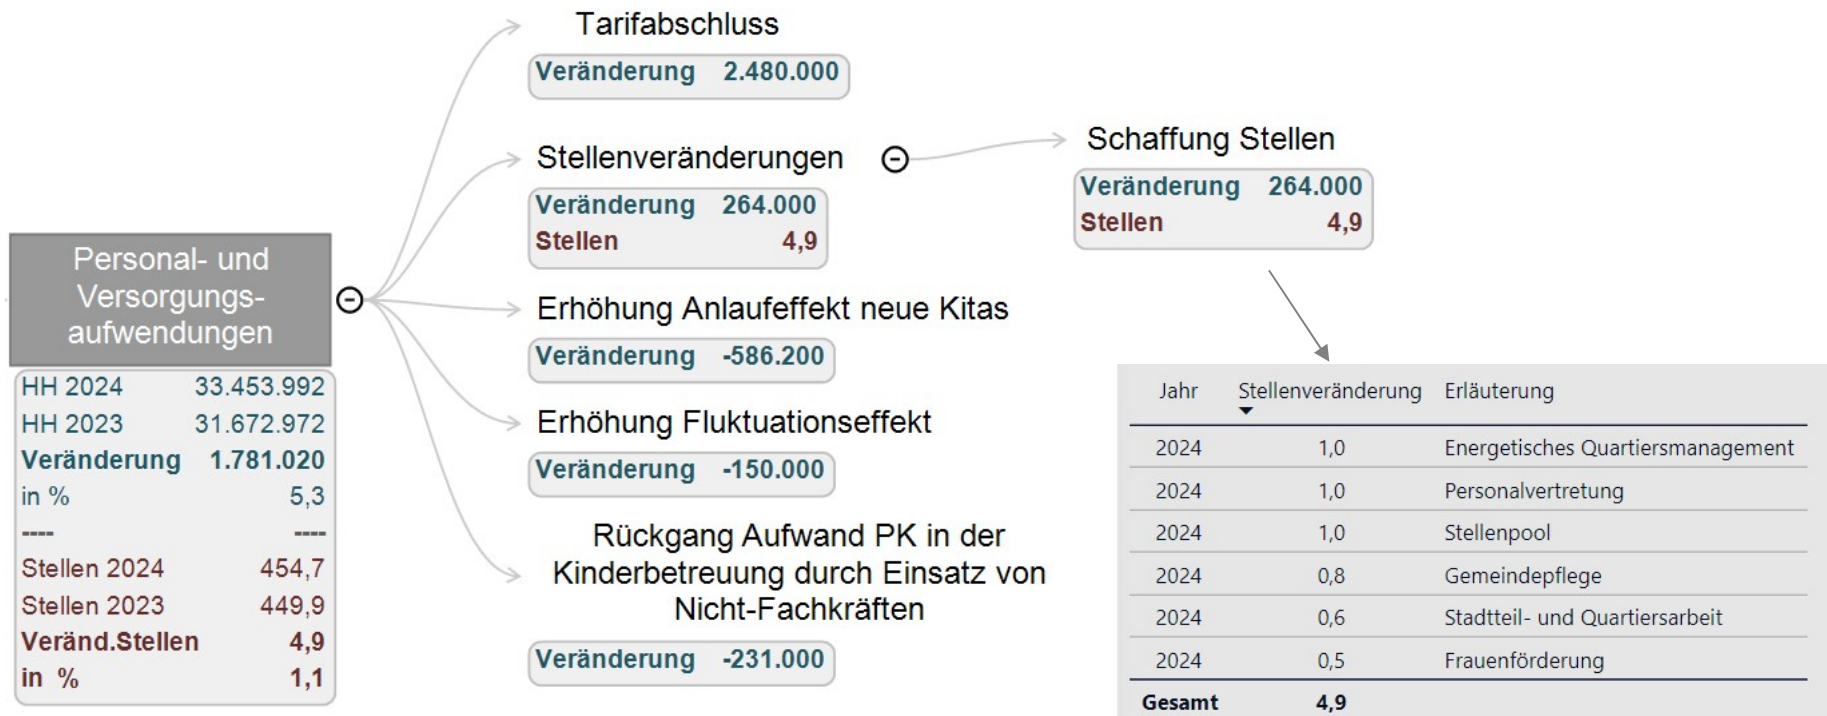 Personal- und
Versorgungs-
aufwendungen
HH 2024 33.453.992
HH 2023 31.672.972
Veränderung 1.781.020
in % 5,3
---- ----
Stellen 2024 454,7
Stellen 2023 449,9
Veränd.Stellen 4,9
in % 1,1
Tarifabschluss
Veränderung 2.480.000
Stellenveränderungen
Veränderung 264.000
Stellen 4,9
Erhöhung Anlaufeffekt neue Kitas
Veränderung -586.200
Erhöhung Fluktuationseffekt
Veränderung -150.000
Rückgang Aufwand PK in der
Kinderbetreuung durch Einsatz von
Nicht-Fachkräften
Veränderung -231.000
Schaffung Stellen
Veränderung 264.000
Stellen 4,9
Jahr Stellenveränderung Erläuterung
2024 1,0 Energetisches Quartiersmanagement
2024 1,0 Personalvertretung
2024 1,0 Stellenpool
2024 0,8 Gemeindepflege
2024 0,6 Stadtteil- und Quartiersarbeit
2024 0,5 Frauenförderung
Gesamt 4,9